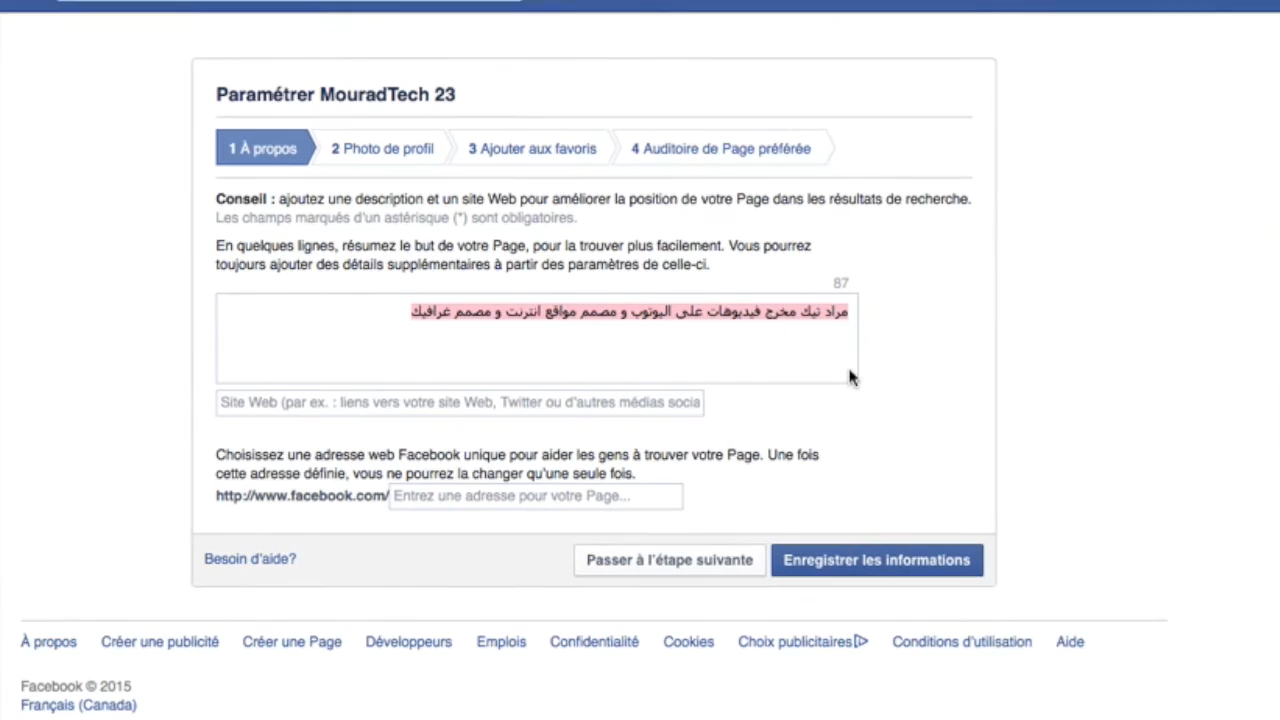 Paramétrer MouradTech 23
1 À propos
2 Photo de profil
3 Ajouter aux favoris
4 Auditoire de Page préférée
Conseil : ajoutez une description et un site Web pour améliorer la position de votre Page dans les résultats de recherche.
Les champs marqués d'un astérisque (*) sont obligatoires.
En quelques lignes, résumez le but de votre Page, pour la trouver plus facilement. Vous pourrez
toujours ajouter des détails supplémentaires à partir des paramètres de celle-ci.
87
مراد تيك مخرج فيديوهات على اليوتوب و مصمم مواقع انترنت و مصمم غرافيك
Site Web (par ex. : liens vers votre site Web, Twitter ou d'autres médias socia
Choisissez une adresse web Facebook unique pour aider les gens à trouver votre Page. Une fois
cette adresse définie, vous ne pourrez la changer qu'une seule fois.
http://www.facebook.com/ Entrez une adresse pour votre Page...
Besoin d'aide?
Passer à l'étape suivante
Enregistrer les informations
À propos Créer une publicité Créer une Page Développeurs Emplois Confidentialité Cookies Choix publicitaires Conditions d'utilisation Aide
Facebook © 2015
Français (Canada)